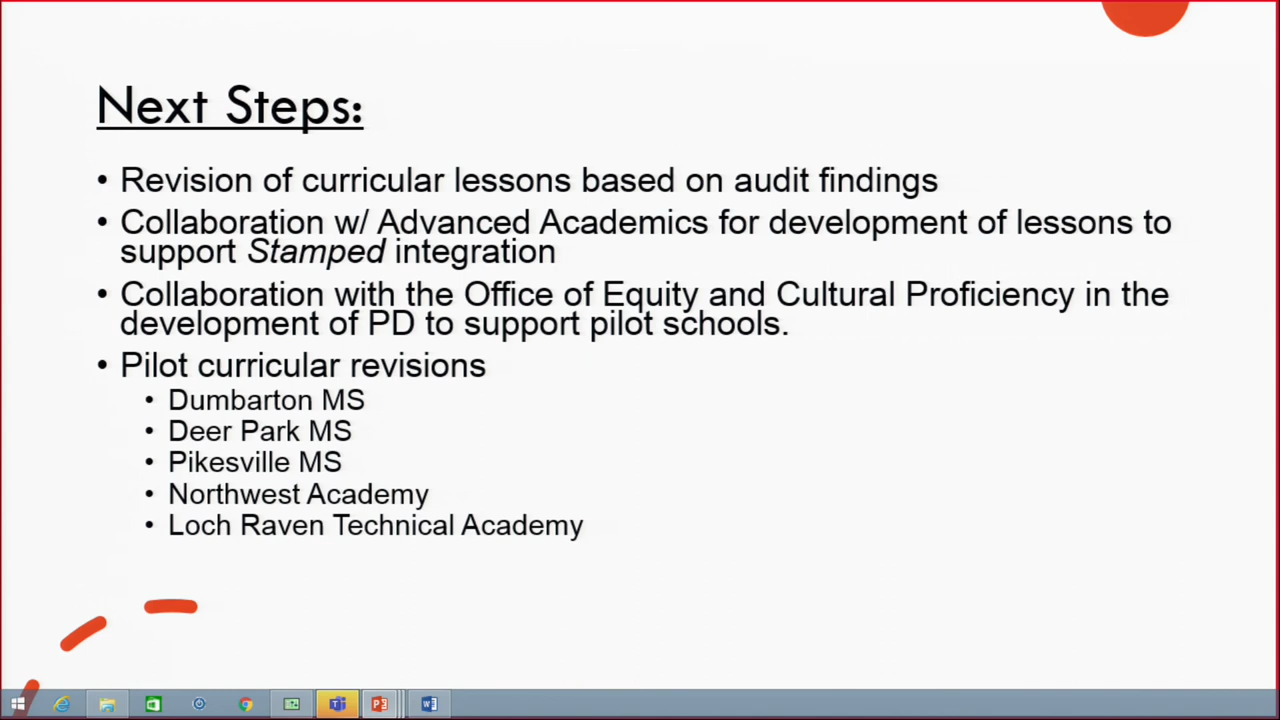 Next Steps:
• Revision of curricular lessons based on audit findings
• Collaboration w/ Advanced Academics for development of lessons to
support Stamped integration
• Collaboration with the Office of Equity and Cultural Proficiency in the
development of PD to support pilot schools.
• Pilot curricular revisions
• Dumbarton MS
• Deer Park MS
• Pikesville MS
• Northwest Academy
• Loch Raven Technical Academy